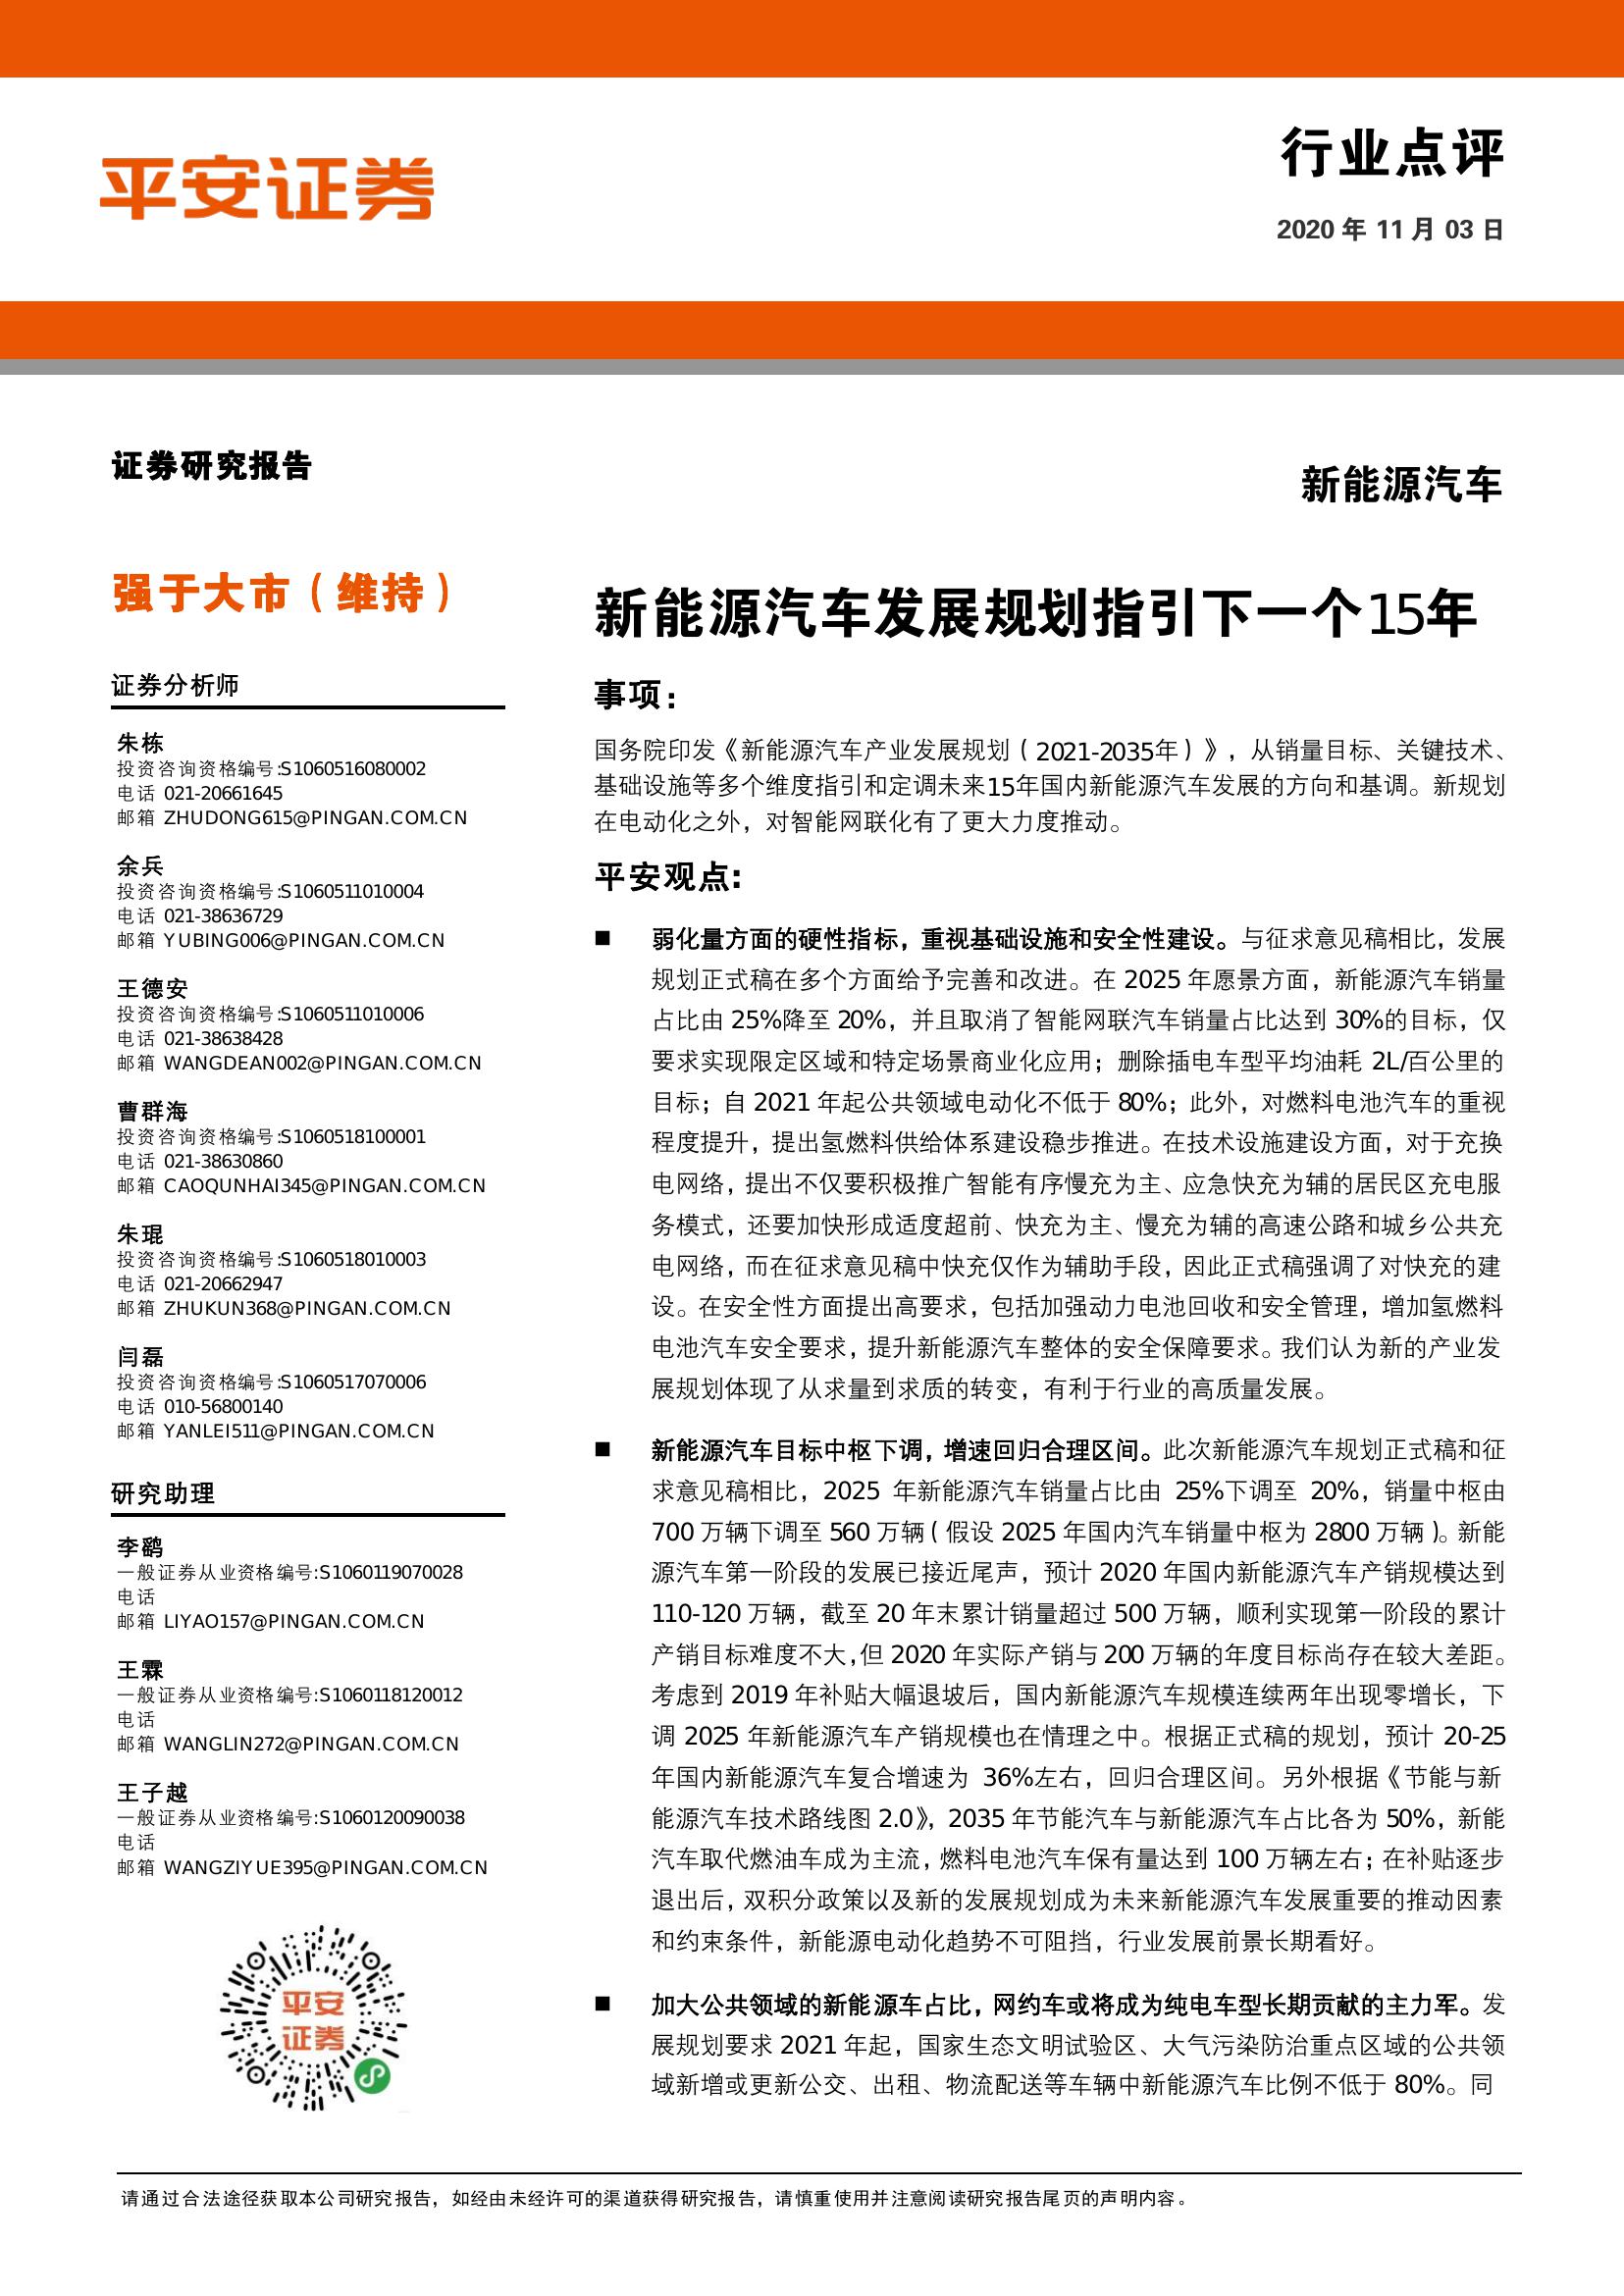 平安证券
行业点评
2020 年 11 月 03 日
证券研究报告
新能源汽车
强于大市（维持）
证券分析师
朱栋
投资咨询资格编号:S1060516080002
电话 021-20661645
邮箱 ZHUDONG615@PINGAN.COM.CN
余兵
投资咨询资格编号:S1060511010004
电话 021-38636729
邮箱 YUBING006@PINGAN.COM.CN
王德安
投资咨询资格编号:S1060511010006
电话 021-38638428
邮箱 WANGDEAN002@PINGAN.COM.CN
曹群海
投资咨询资格编号:S1060518100001
电话 021-38630860
邮箱 CAOQUNHAI345@PINGAN.COM.CN
朱琨
投资咨询资格编号:S1060518010003
电话 021-20662947
邮箱 ZHUKUN368@PINGAN.COM.CN
闫磊
投资咨询资格编号:S1060517070006
电话 010-56800140
邮箱 YANLEI511@PINGAN.COM.CN
研究助理
李鹞
一般证券从业资格编号:S1060119070028
电话
邮箱 LIYAO157@PINGAN.COM.CN
王霖
一般证券从业资格编号:S1060118120012
电话
邮箱 WANGLIN272@PINGAN.COM.CN
王子越
一般证券从业资格编号:S1060120090038
电话
邮箱 WANGZIYUE395@PINGAN.COM.CN
平安
证券
新能源汽车发展规划指引下一个15年
事项：
国务院印发《新能源汽车产业发展规划（2021-2035年）》，从销量目标、关键技术、
基础设施等多个维度指引和定调未来15年国内新能源汽车发展的方向和基调。新规划
在电动化之外，对智能网联化有了更大力度推动。
平安观点:
■ 弱化量方面的硬性指标，重视基础设施和安全性建设。与征求意见稿相比，发展
规划正式稿在多个方面给予完善和改进。在 2025 年愿景方面，新能源汽车销量
占比由 25%降至 20%，并且取消了智能网联汽车销量占比达到 30%的目标，仅
要求实现限定区域和特定场景商业化应用；删除插电车型平均油耗 2L/百公里的
目标；自 2021 年起公共领域电动化不低于 80%；此外，对燃料电池汽车的重视
程度提升，提出氢燃料供给体系建设稳步推进。在技术设施建设方面，对于充换
电网络，提出不仅要积极推广智能有序慢充为主、应急快充为辅的居民区充电服
务模式，还要加快形成适度超前、快充为主、慢充为辅的高速公路和城乡公共充
电网络，而在征求意见稿中快充仅作为辅助手段，因此正式稿强调了对快充的建
设。在安全性方面提出高要求，包括加强动力电池回收和安全管理，增加氢燃料
电池汽车安全要求，提升新能源汽车整体的安全保障要求。我们认为新的产业发
展规划体现了从求量到求质的转变，有利于行业的高质量发展。
■ 新能源汽车目标中枢下调，增速回归合理区间。此次新能源汽车规划正式稿和征
求意见稿相比，2025 年新能源汽车销量占比由 25%下调至 20%，销量中枢由
700 万辆下调至 560 万辆（假设 2025 年国内汽车销量中枢为 2800 万辆）。新能
源汽车第一阶段的发展已接近尾声，预计 2020 年国内新能源汽车产销规模达到
110-120 万辆，截至 20 年末累计销量超过 500 万辆，顺利实现第一阶段的累计
产销目标难度不大，但 2020 年实际产销与 200 万辆的年度目标尚存在较大差距。
考虑到 2019 年补贴大幅退坡后，国内新能源汽车规模连续两年出现零增长，下
调 2025 年新能源汽车产销规模也在情理之中。根据正式稿的规划，预计 20-25
年国内新能源汽车复合增速为 36%左右，回归合理区间。另外根据《节能与新
能源汽车技术路线图 2.0》，2035 年节能汽车与新能源汽车占比各为 50%，新能
汽车取代燃油车成为主流，燃料电池汽车保有量达到 100 万辆左右；在补贴逐步
退出后，双积分政策以及新的发展规划成为未来新能源汽车发展重要的推动因素
和约束条件，新能源电动化趋势不可阻挡，行业发展前景长期看好。
■ 加大公共领域的新能源车占比，网约车或将成为纯电车型长期贡献的主力军。发
展规划要求 2021 年起，国家生态文明试验区、大气污染防治重点区域的公共领
域新增或更新公交、出租、物流配送等车辆中新能源汽车比例不低于 80%。同
请通过合法途径获取本公司研究报告，如经由未经许可的渠道获得研究报告，请慎重使用并注意阅读研究报告尾页的声明内容。